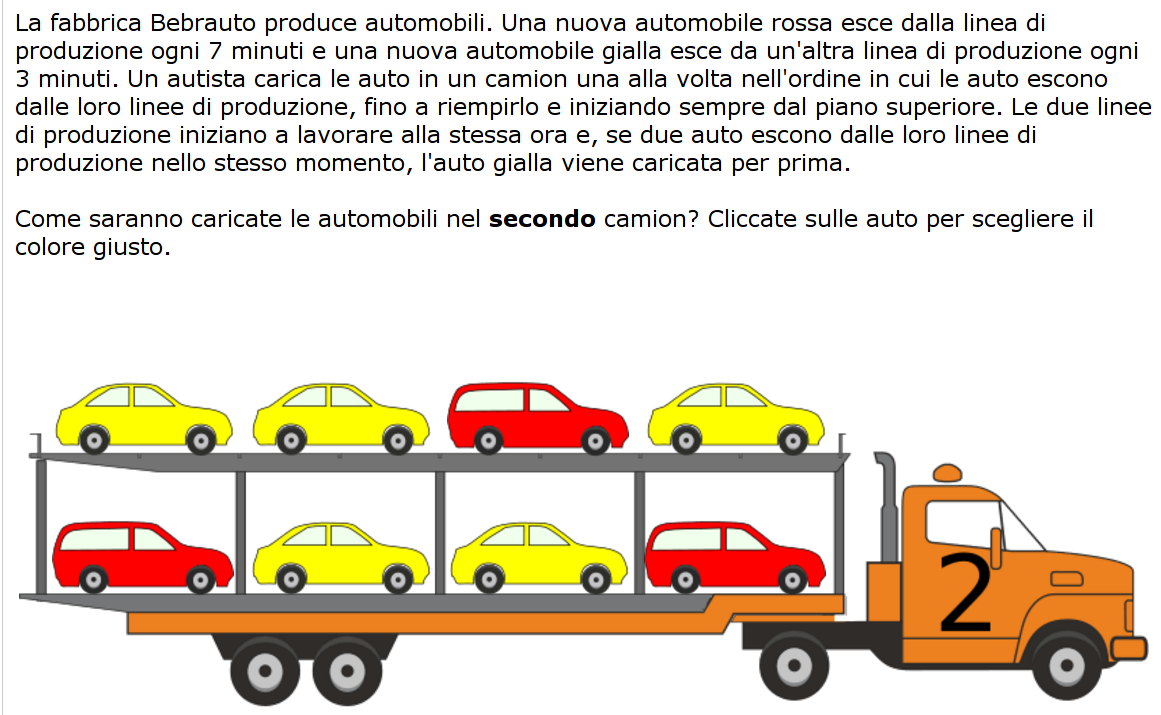 La fabbrica Bebrauto produce automobili. Una nuova automobile rossa esce dalla linea di
produzione ogni 7 minuti e una nuova automobile gialla esce da un'altra linea di produzione ogni
3 minuti. Un autista carica le auto in un camion una alla volta nell'ordine in cui le auto escono
dalle loro linee di produzione, fino a riempirlo e iniziando sempre dal piano superiore. Le due linee
di produzione iniziano a lavorare alla stessa ora e, se due auto escono dalle loro linee di
produzione nello stesso momento, l'auto gialla viene caricata per prima.
Come saranno caricate le automobili nel secondo camion? Cliccate sulle auto per scegliere il
colore giusto.
2